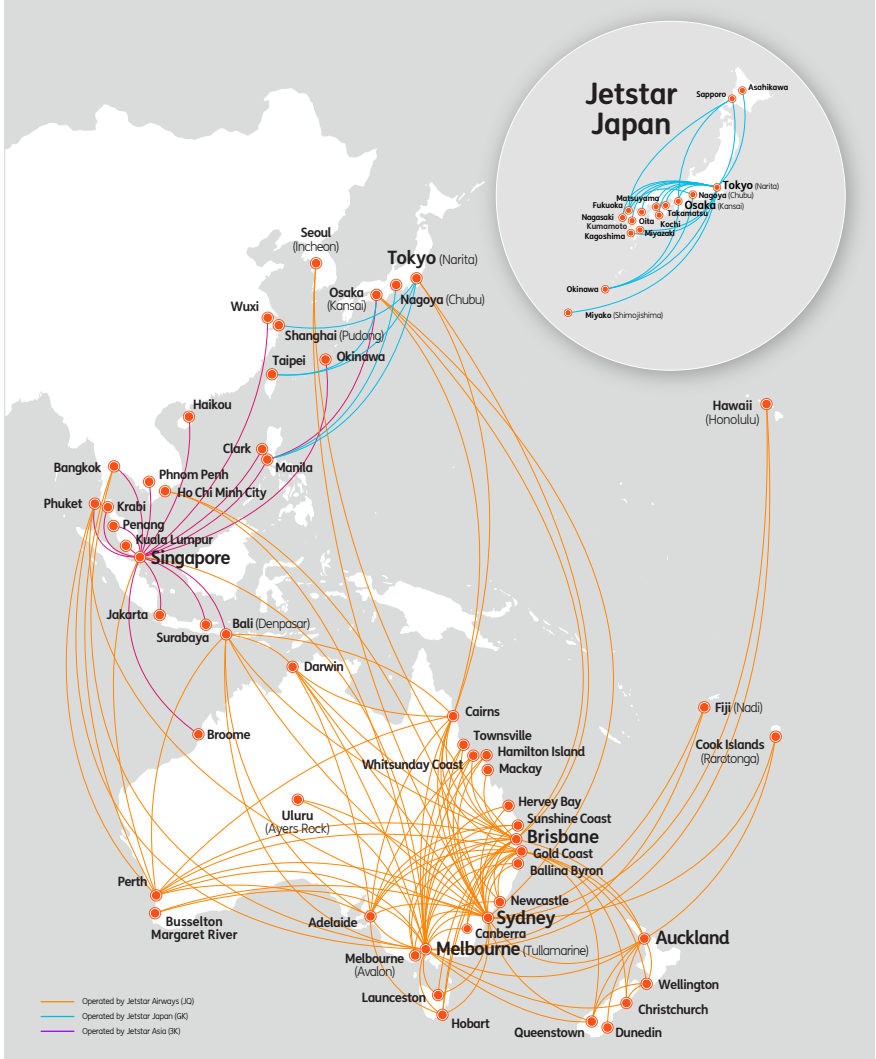 Jetstar
Japan
Sapporo
Asahikawa
Tokyo (Narita)
Nagoya (Chubu)
Matsuyama
Osaka (Kansai)
Fukuoka
Takamatsu
Nagasaki
Oita
Kochi
Kumamoto
Miyazaki
Kagoshima
Okinawa
Miyako (Shimojishima)
Seoul
(Incheon)
Tokyo (Narita)
Osaka
(Kansai)
Nagoya (Chubu)
Wuxi
Shanghai (Pudong)
Taipei
Okinawa
Haikou
Hawaii
(Honolulu)
Clark
Manila
Bangkok
Phnom Penh
Ho Chi Minh City
Phuket
Krabi
Penang
Kuala Lumpur
Singapore
Jakarta
Surabaya
Bali (Denpasar)
Darwin
Broome
Cairns
Fiji (Nadi)
Townsville
Hamilton Island
Whitsunday Coast
Mackay
Cook Islands
(Rarotonga)
Hervey Bay
Sunshine Coast
Uluru
(Ayers Rock)
Brisbane
Gold Coast
Ballina Byron
Perth
Newcastle
Busselton
Margaret River
Adelaide
Sydney
Canberra
Auckland
Melbourne (Tullamarine)
Melbourne
(Avalon)
Wellington
Launceston
Christchurch
Hobart
Queenstown
Dunedin
Operated by Jetstar Airways (JQ)
Operated by Jetstar Japan (GK)
Operated by Jetstar Asia (3K)